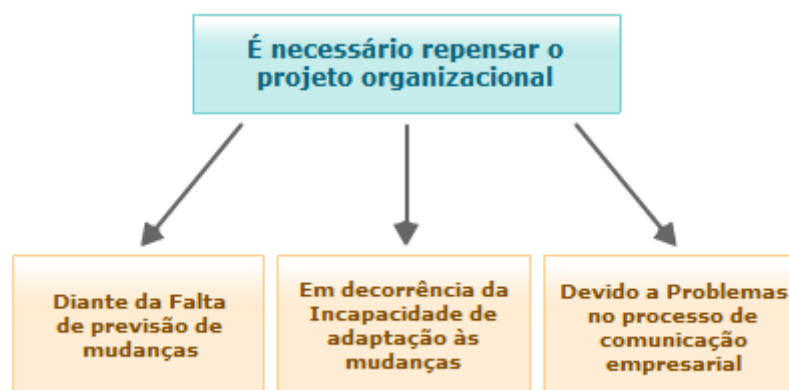 É necessário repensar o
projeto organizacional
Diante da Falta
de previsão de
mudanças
Em decorrência da
Incapacidade de
adaptação às
mudanças
Devido a Problemas
no processo de
comunicação
empresarial